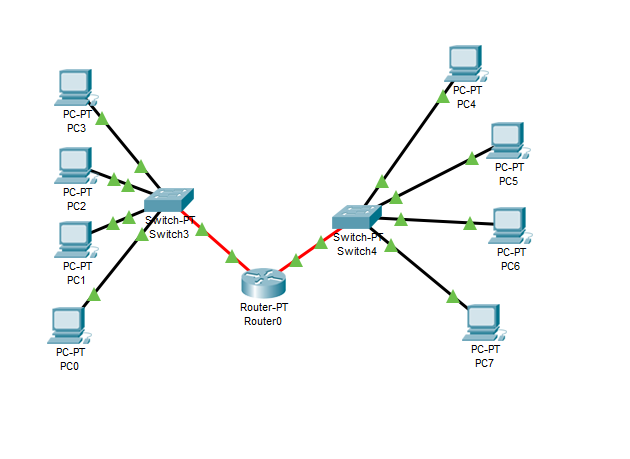 PC-PT
PC3
PC-PT
PC2
PC-PT
PC1
PC-PT
PC0
Switch-PT
Switch3
Router-PT
Router0
Switch-PT
Switch4
PC-PT
PC4
PC-PT
PC5
PC-PT
PC6
PC-PT
PC7